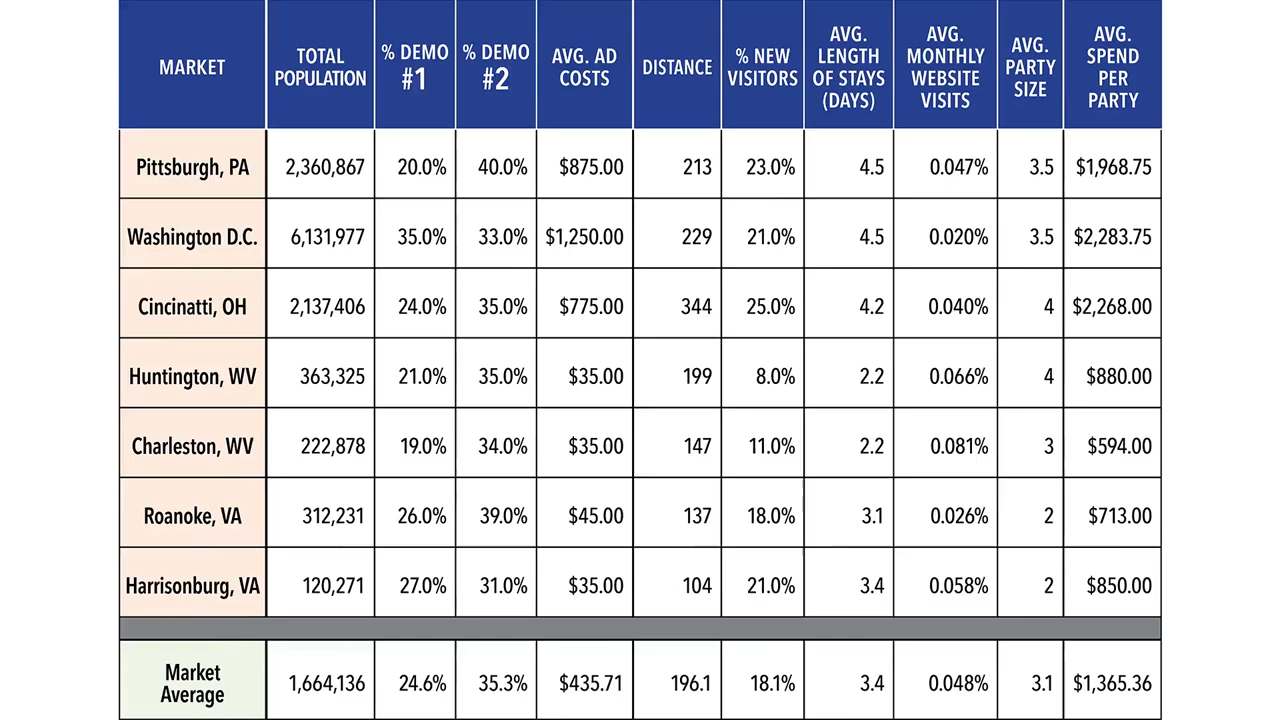 MARKET TOTAL POPULATION % DEMO #1 % DEMO #2 AVG. AD COSTS DISTANCE % NEW VISITORS AVG. LENGTH OF STAYS (DAYS) AVG. MONTHLY WEBSITE VISITS AVG. PARTY SIZE AVG. SPEND PER PARTY
Pittsburgh, PA 2,360,867 20.0% 40.0% $875.00 213 23.0% 4.5 0.047% 3.5 $1,968.75
Washington D.C. 6,131,977 35.0% 33.0% $1,250.00 229 21.0% 4.5 0.020% 3.5 $2,283.75
Cincinatti, OH 2,137,406 24.0% 35.0% $775.00 344 25.0% 4.2 0.040% 4 $2,268.00
Huntington, WV 363,325 21.0% 35.0% $35.00 199 8.0% 2.2 0.066% 4 $880.00
Charleston, WV 222,878 19.0% 34.0% $35.00 147 11.0% 2.2 0.081% 3 $594.00
Roanoke, VA 312,231 26.0% 39.0% $45.00 137 18.0% 3.1 0.026% 2 $713.00
Harrisonburg, VA 120,271 27.0% 31.0% $35.00 104 21.0% 3.4 0.058% 2 $850.00
Market Average 1,664,136 24.6% 35.3% $435.71 196.1 18.1% 3.4 0.048% 3.1 $1,365.36